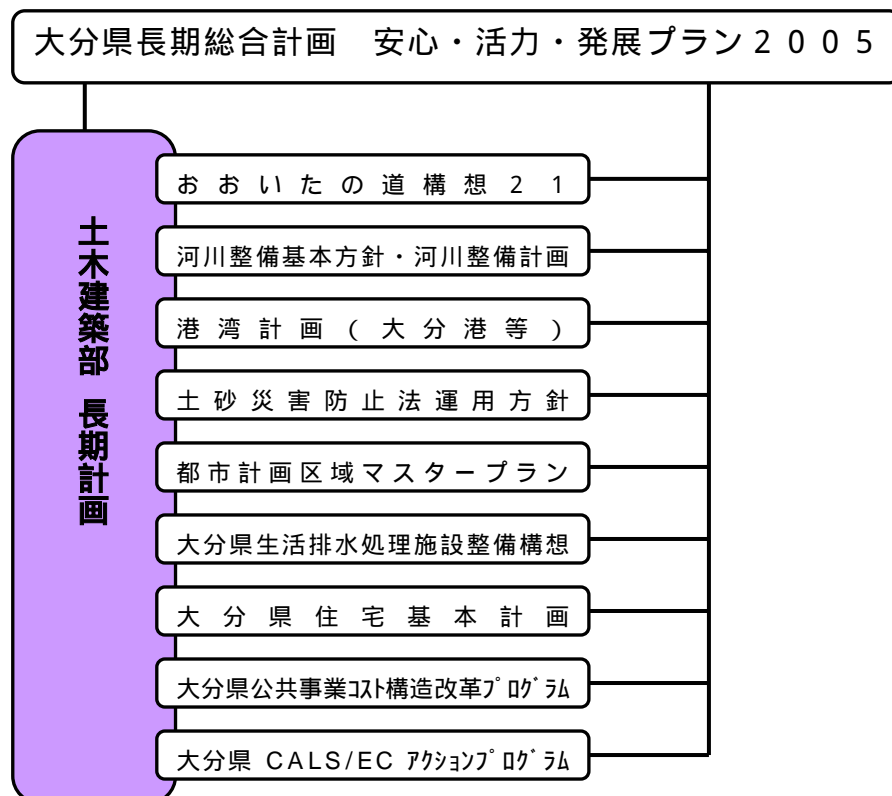 大分県長期総合計画　安心・活力・発展プラン２００５
土木建築部 長期計画
おおいたの道構想２１
河川整備基本方針・河川整備計画
港湾計画(大分港等)
土砂災害防止法運用方針
都市計画区域マスタープラン
大分県生活排水処理施設整備構想
大分県住宅基本計画
大分県公共事業ｺｽﾄ構造改革ﾌﾟﾛｸﾞﾗﾑ
大分県 CALS/EC ｱｸｼｮﾝﾌﾟﾛｸﾞﾗﾑ